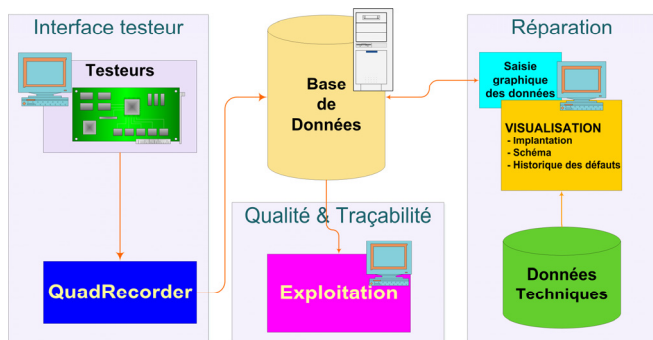 Interface testeur
Testeurs
QuadRecorder
Base
de
Données
Qualité & Traçabilité
Exploitation
Réparation
Saisie
graphique
des données
VISUALISATION
- Implantation
- Schéma
- Historique des défauts
Données
Techniques